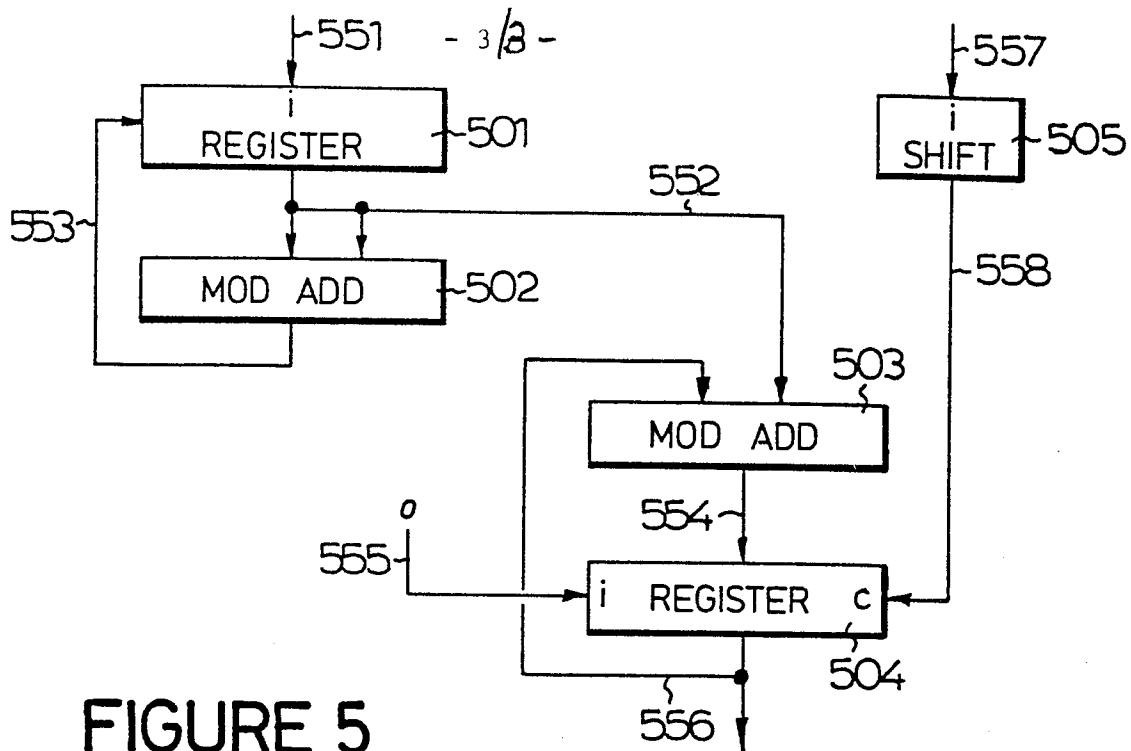 551
- 3/3 -
557
i
REGISTER
501
i
SHIFT
505
552
553
558
MOD ADD
502
503
MOD ADD
554
0
555
i REGISTER c
504
556
FIGURE 5